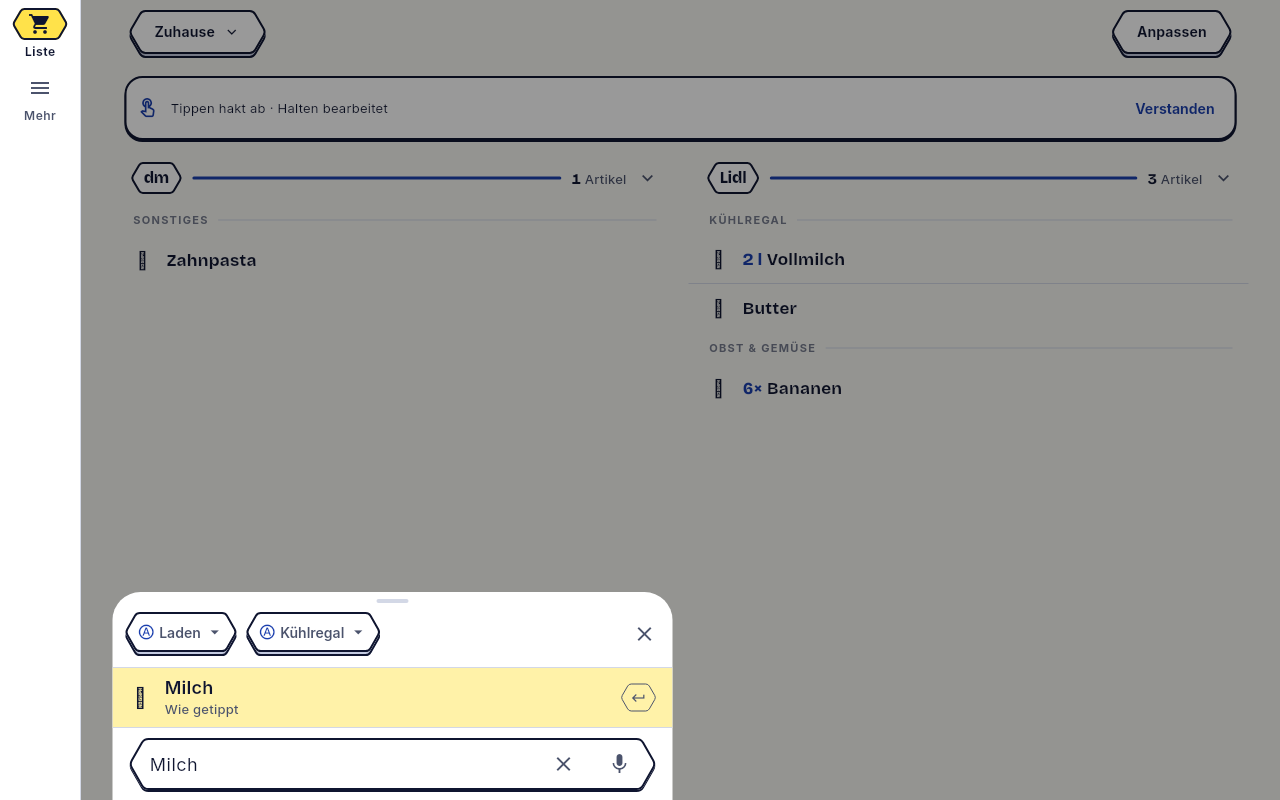 Liste
Mehr
Zuhause
Anpassen
Tippen hakt ab · Halten bearbeitet
Verstanden
dm
1 Artikel
SONSTIGES
Zahnpasta
Lidl
3 Artikel
KÜHLREGAL
2 l Vollmilch
Butter
OBST & GEMÜSE
6× Bananen
A Laden
A Kühlregal
Milch
Wie getippt
Milch